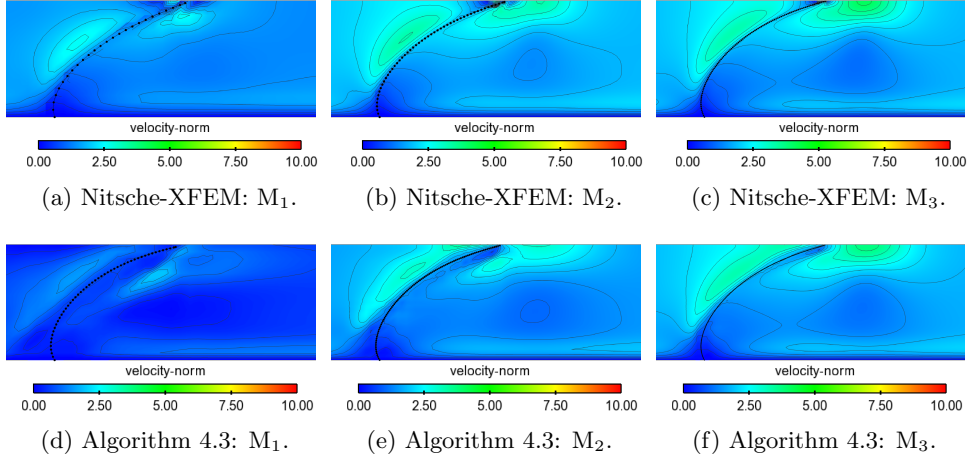 velocity-norm velocity-norm velocity-norm
0.00 2.50 5.00 7.50 10.00 0.00 2.50 5.00 7.50 10.00 0.00 2.50 5.00 7.50 10.00
(a) Nitsche-XFEM: M₁. (b) Nitsche-XFEM: M₂. (c) Nitsche-XFEM: M₃.
velocity-norm velocity-norm velocity-norm
0.00 2.50 5.00 7.50 10.00 0.00 2.50 5.00 7.50 10.00 0.00 2.50 5.00 7.50 10.00
(d) Algorithm 4.3: M₁. (e) Algorithm 4.3: M₂. (f) Algorithm 4.3: M₃.